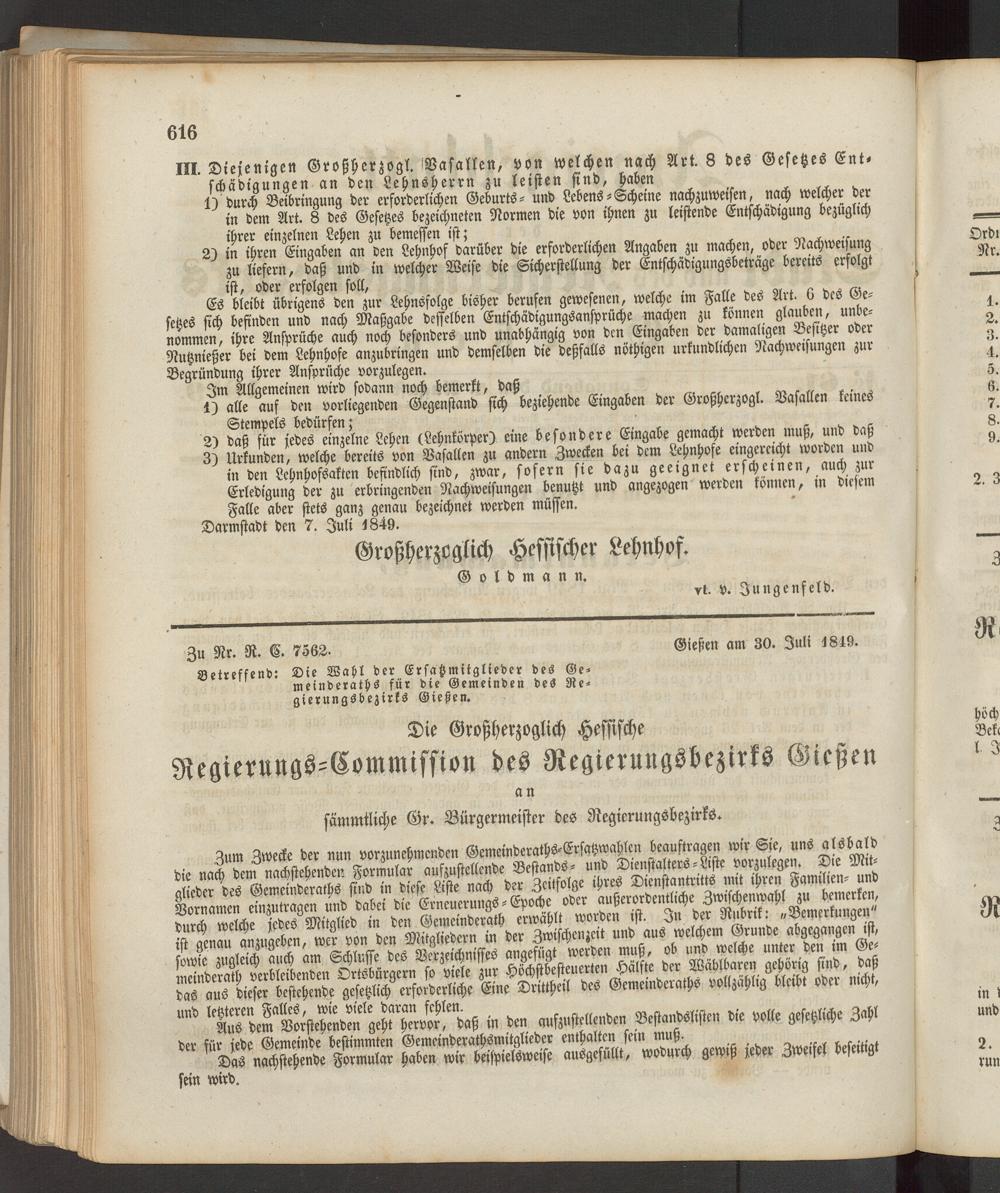 616
III. Diejenigen Großherzogl. Vasallen, von welchen nach Art. 8 des Gesetzes Ent-
schädigungen an den Lehnsherrn zu leisten sind, haben
1) durch Beibringung der erforderlichen Geburts- und Lebens-Scheine nachzuweisen, nach welcher der
in dem Art. 8 des Gesetzes bezeichneten Normen die von ihnen zu leistende Entschädigung bezüglich
ihrer einzelnen Lehen zu bemessen ist;
2) in ihren Eingaben an den Lehnhof darüber die erforderlichen Angaben zu machen, oder Nachweisung
zu liefern, daß und in welcher Weise die Sicherstellung der Entschädigungsbeträge bereits erfolgt
ist, oder erfolgen soll,
Es bleibt übrigens den zur Lehnsfolge bisher berufen gewesenen, welche im Falle des Art. 6 des Ge-
setzes sich befinden und nach Maßgabe desselben Entschädigungsansprüche machen zu können glauben, unbe-
nommen, ihre Ansprüche auch noch besonders und unabhängig von den Eingaben der damaligen Besitzer oder
Nutznießer bei dem Lehnhofe anzubringen und demselben die deßfalls nöthigen urkundlichen Nachweisungen zur
Begründung ihrer Ansprüche vorzulegen.
Im Allgemeinen wird sodann noch bemerkt, daß
1) alle auf den vorliegenden Gegenstand sich beziehende Eingaben der Großherzogl. Vasallen keines
Stempels bedürfen;
2) daß für jedes einzelne Lehen (Lehnkörper) eine besondere Eingabe gemacht werden muß, und daß
3) Urkunden, welche bereits von Vasallen zu andern Zwecken bei dem Lehnhofe eingereicht worden und
in den Lehnhofsakten befindlich sind, zwar, sofern sie dazu geeignet erscheinen, auch zur
Erledigung der zu erbringenden Nachweisungen benutzt und angezogen werden können, in diesem
Falle aber stets ganz genau bezeichnet werden müssen.
Darmstadt den 7. Juli 1849.
Großherzoglich Hessischer Lehnhof.
Goldmann.
vt. v. Jungenfeld.
Zu Nr. R. C. 7562.
Gießen am 30. Juli 1849.
Betreffend: Die Wahl der Ersatzmitglieder des Ge-
meinderaths für die Gemeinden des Re-
gierungsbezirks Gießen.
Die Großherzoglich Hessische
Regierungs-Commission des Regierungsbezirks Gießen
an
sämmtliche Gr. Bürgermeister des Regierungsbezirks.
Zum Zwecke der nun vorzunehmenden Gemeinderaths-Ersatzwahlen beauftragen wir Sie, uns alsbald
die nach dem nachstehenden Formular aufzustellende Bestands- und Dienstalters-Liste vorzulegen. Die Mit-
glieder des Gemeinderaths sind in diese Liste nach der Zeitfolge ihres Dienstantritts mit ihren Familien- und
Vornamen einzutragen und dabei die Erneuerungs-Epoche oder außerordentliche Zwischenwahl zu bemerken,
durch welche jedes Mitglied in den Gemeinderath erwählt worden ist. In der Rubrik: „Bemerkungen“
ist genau anzugeben, wer von den Mitgliedern in der Zwischenzeit und aus welchem Grunde abgegangen ist,
sowie zugleich auch am Schlusse des Verzeichnisses angefügt werden muß, ob und welche unter den im Ge-
meinderath verbleibenden Ortsbürgern so viele zur Höchstbesteuerten Hälfte der Wählbaren gehörig sind, daß
das aus dieser bestehende gesetzlich erforderliche Eine Drittheil des Gemeinderaths vollzählig bleibt oder nicht,
und letzteren Falles, wie viele daran fehlen.
Aus dem Vorstehenden geht hervor, daß in den aufzustellenden Bestandslisten die volle gesetzliche Zahl
der für jede Gemeinde bestimmten Gemeinderathsmitglieder enthalten sein muß.
Das nachstehende Formular haben wir beispielsweise ausgefüllt, wodurch gewiß jeder Zweifel beseitigt
sein wird.
Nr.
1.
2.
3.
4.
5.
6.
7.
8.
9.
2. 3
höch
l. J
in d
und
2.
run